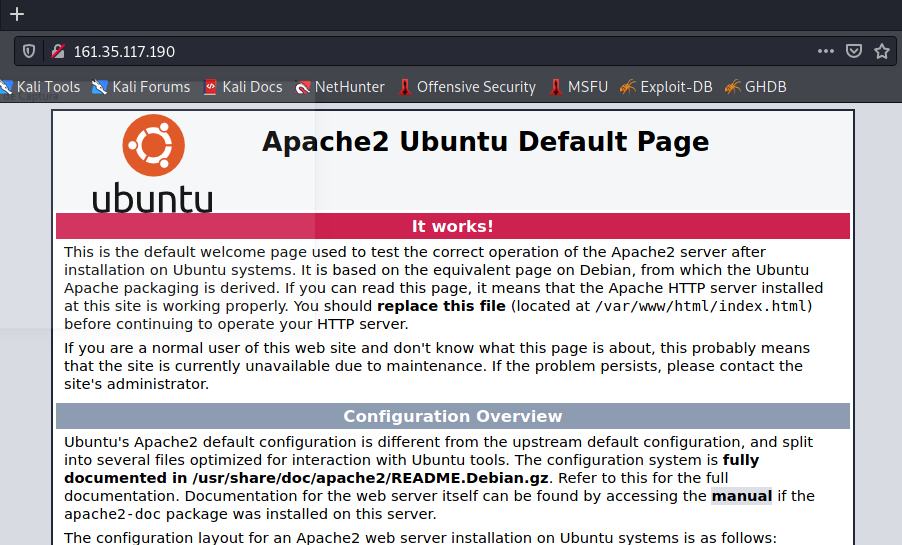 161.35.117.190
Kali Tools Kali Forums Kali Docs NetHunter Offensive Security MSFU Exploit-DB GHDB
ubuntu
Apache2 Ubuntu Default Page
It works!
This is the default welcome page used to test the correct operation of the Apache2 server after
installation on Ubuntu systems. It is based on the equivalent page on Debian, from which the Ubuntu
Apache packaging is derived. If you can read this page, it means that the Apache HTTP server installed
at this site is working properly. You should replace this file (located at /var/www/html/index.html)
before continuing to operate your HTTP server.
If you are a normal user of this web site and don't know what this page is about, this probably means
that the site is currently unavailable due to maintenance. If the problem persists, please contact the
site's administrator.
Configuration Overview
Ubuntu's Apache2 default configuration is different from the upstream default configuration, and split
into several files optimized for interaction with Ubuntu tools. The configuration system is fully
documented in /usr/share/doc/apache2/README.Debian.gz. Refer to this for the full
documentation. Documentation for the web server itself can be found by accessing the manual if the
apache2-doc package was installed on this server.
The configuration layout for an Apache2 web server installation on Ubuntu systems is as follows: